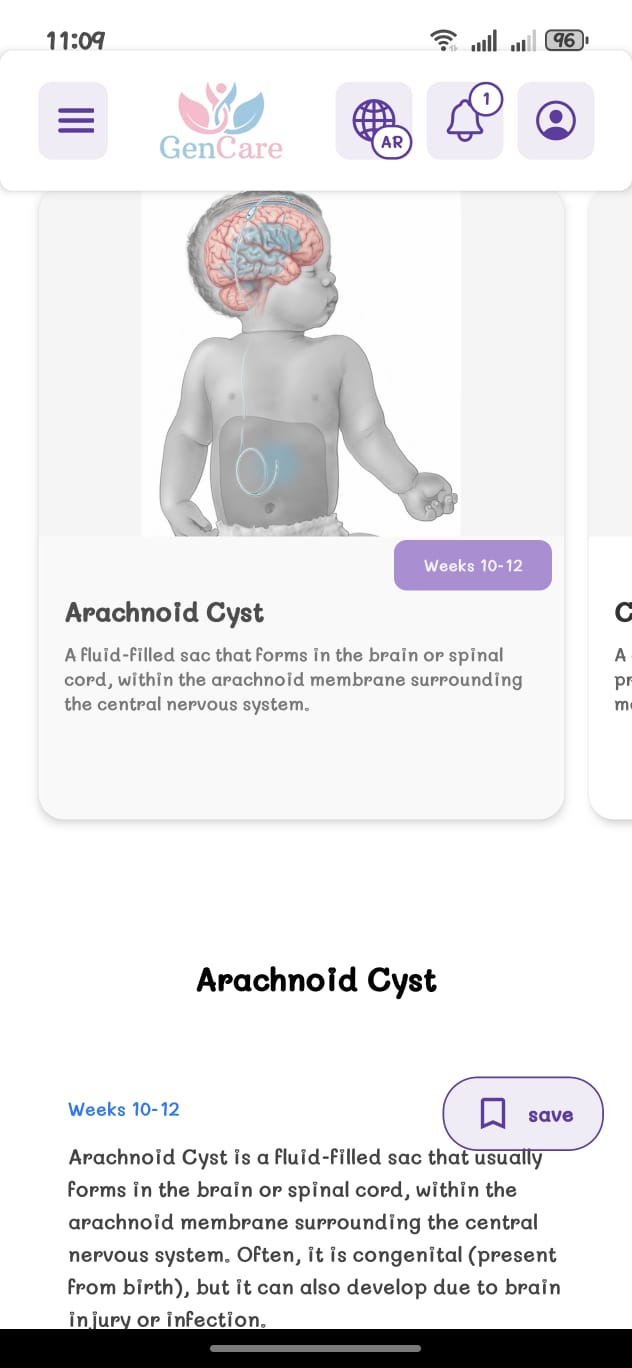 11:09
96
GenCare
AR
1
Weeks 10-12
Arachnoid Cyst
A fluid-filled sac that forms in the brain or spinal
cord, within the arachnoid membrane surrounding
the central nervous system.
C
A
pr
Arachnoid Cyst
Weeks 10-12
save
Arachnoid Cyst is a fluid-filled sac that usually
forms in the brain or spinal cord, within the
arachnoid membrane surrounding the central
nervous system. Often, it is congenital (present
from birth), but it can also develop due to brain
injury or infection.